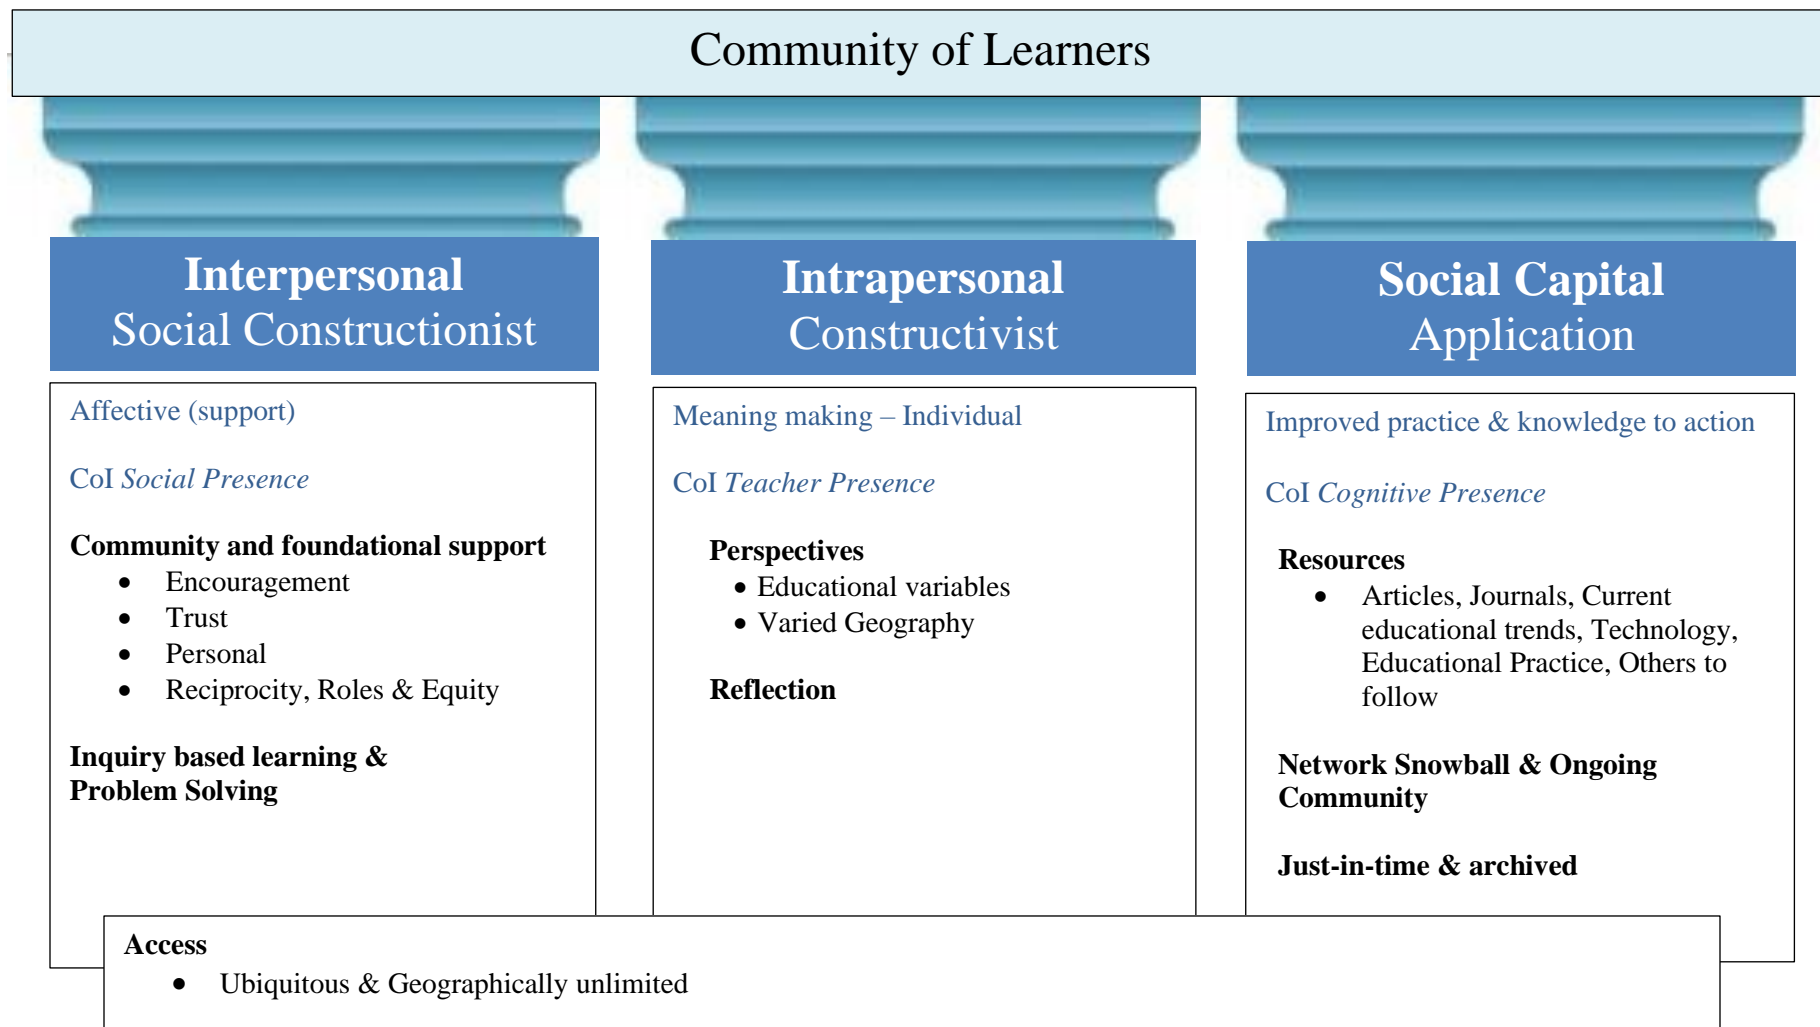 Community of Learners
Interpersonal
Social Constructionist
Affective (support)
CoI Social Presence
Community and foundational support
• Encouragement
• Trust
• Personal
• Reciprocity, Roles & Equity
Inquiry based learning &
Problem Solving
Intrapersonal
Constructivist
Meaning making – Individual
CoI Teacher Presence
Perspectives
• Educational variables
• Varied Geography
Reflection
Social Capital
Application
Improved practice & knowledge to action
CoI Cognitive Presence
Resources
• Articles, Journals, Current
educational trends, Technology,
Educational Practice, Others to
follow
Network Snowball & Ongoing
Community
Just-in-time & archived
Access
• Ubiquitous & Geographically unlimited